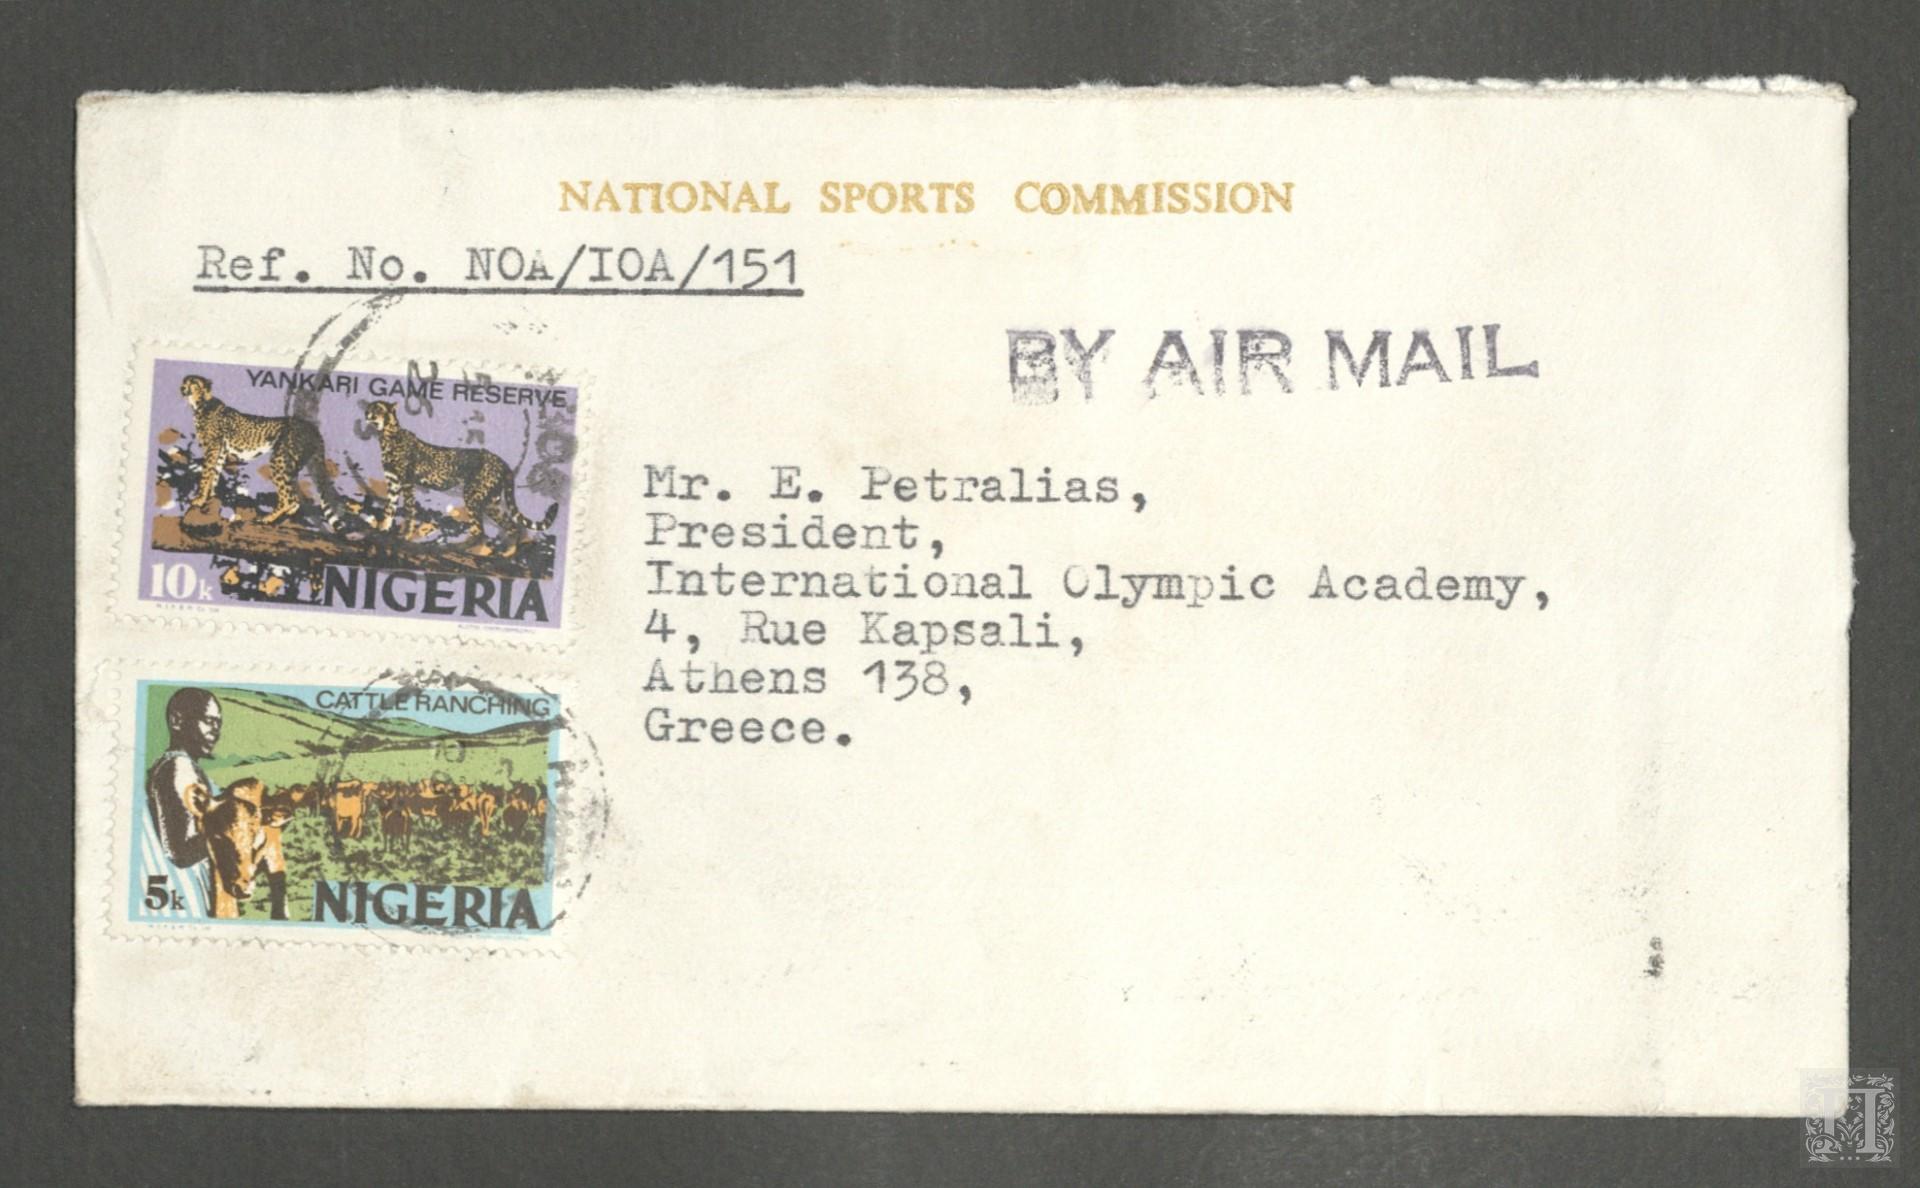 NATIONAL SPORTS COMMISSION
Ref. No. NOA/IOA/151
BY AIR MAIL
YANKARI GAME RESERVE
10k NIGERIA
CATTLE RANCHING
5k NIGERIA
Mr. E. Petralias,
President,
International Olympic Academy,
4, Rue Kapsali,
Athens 138,
Greece.